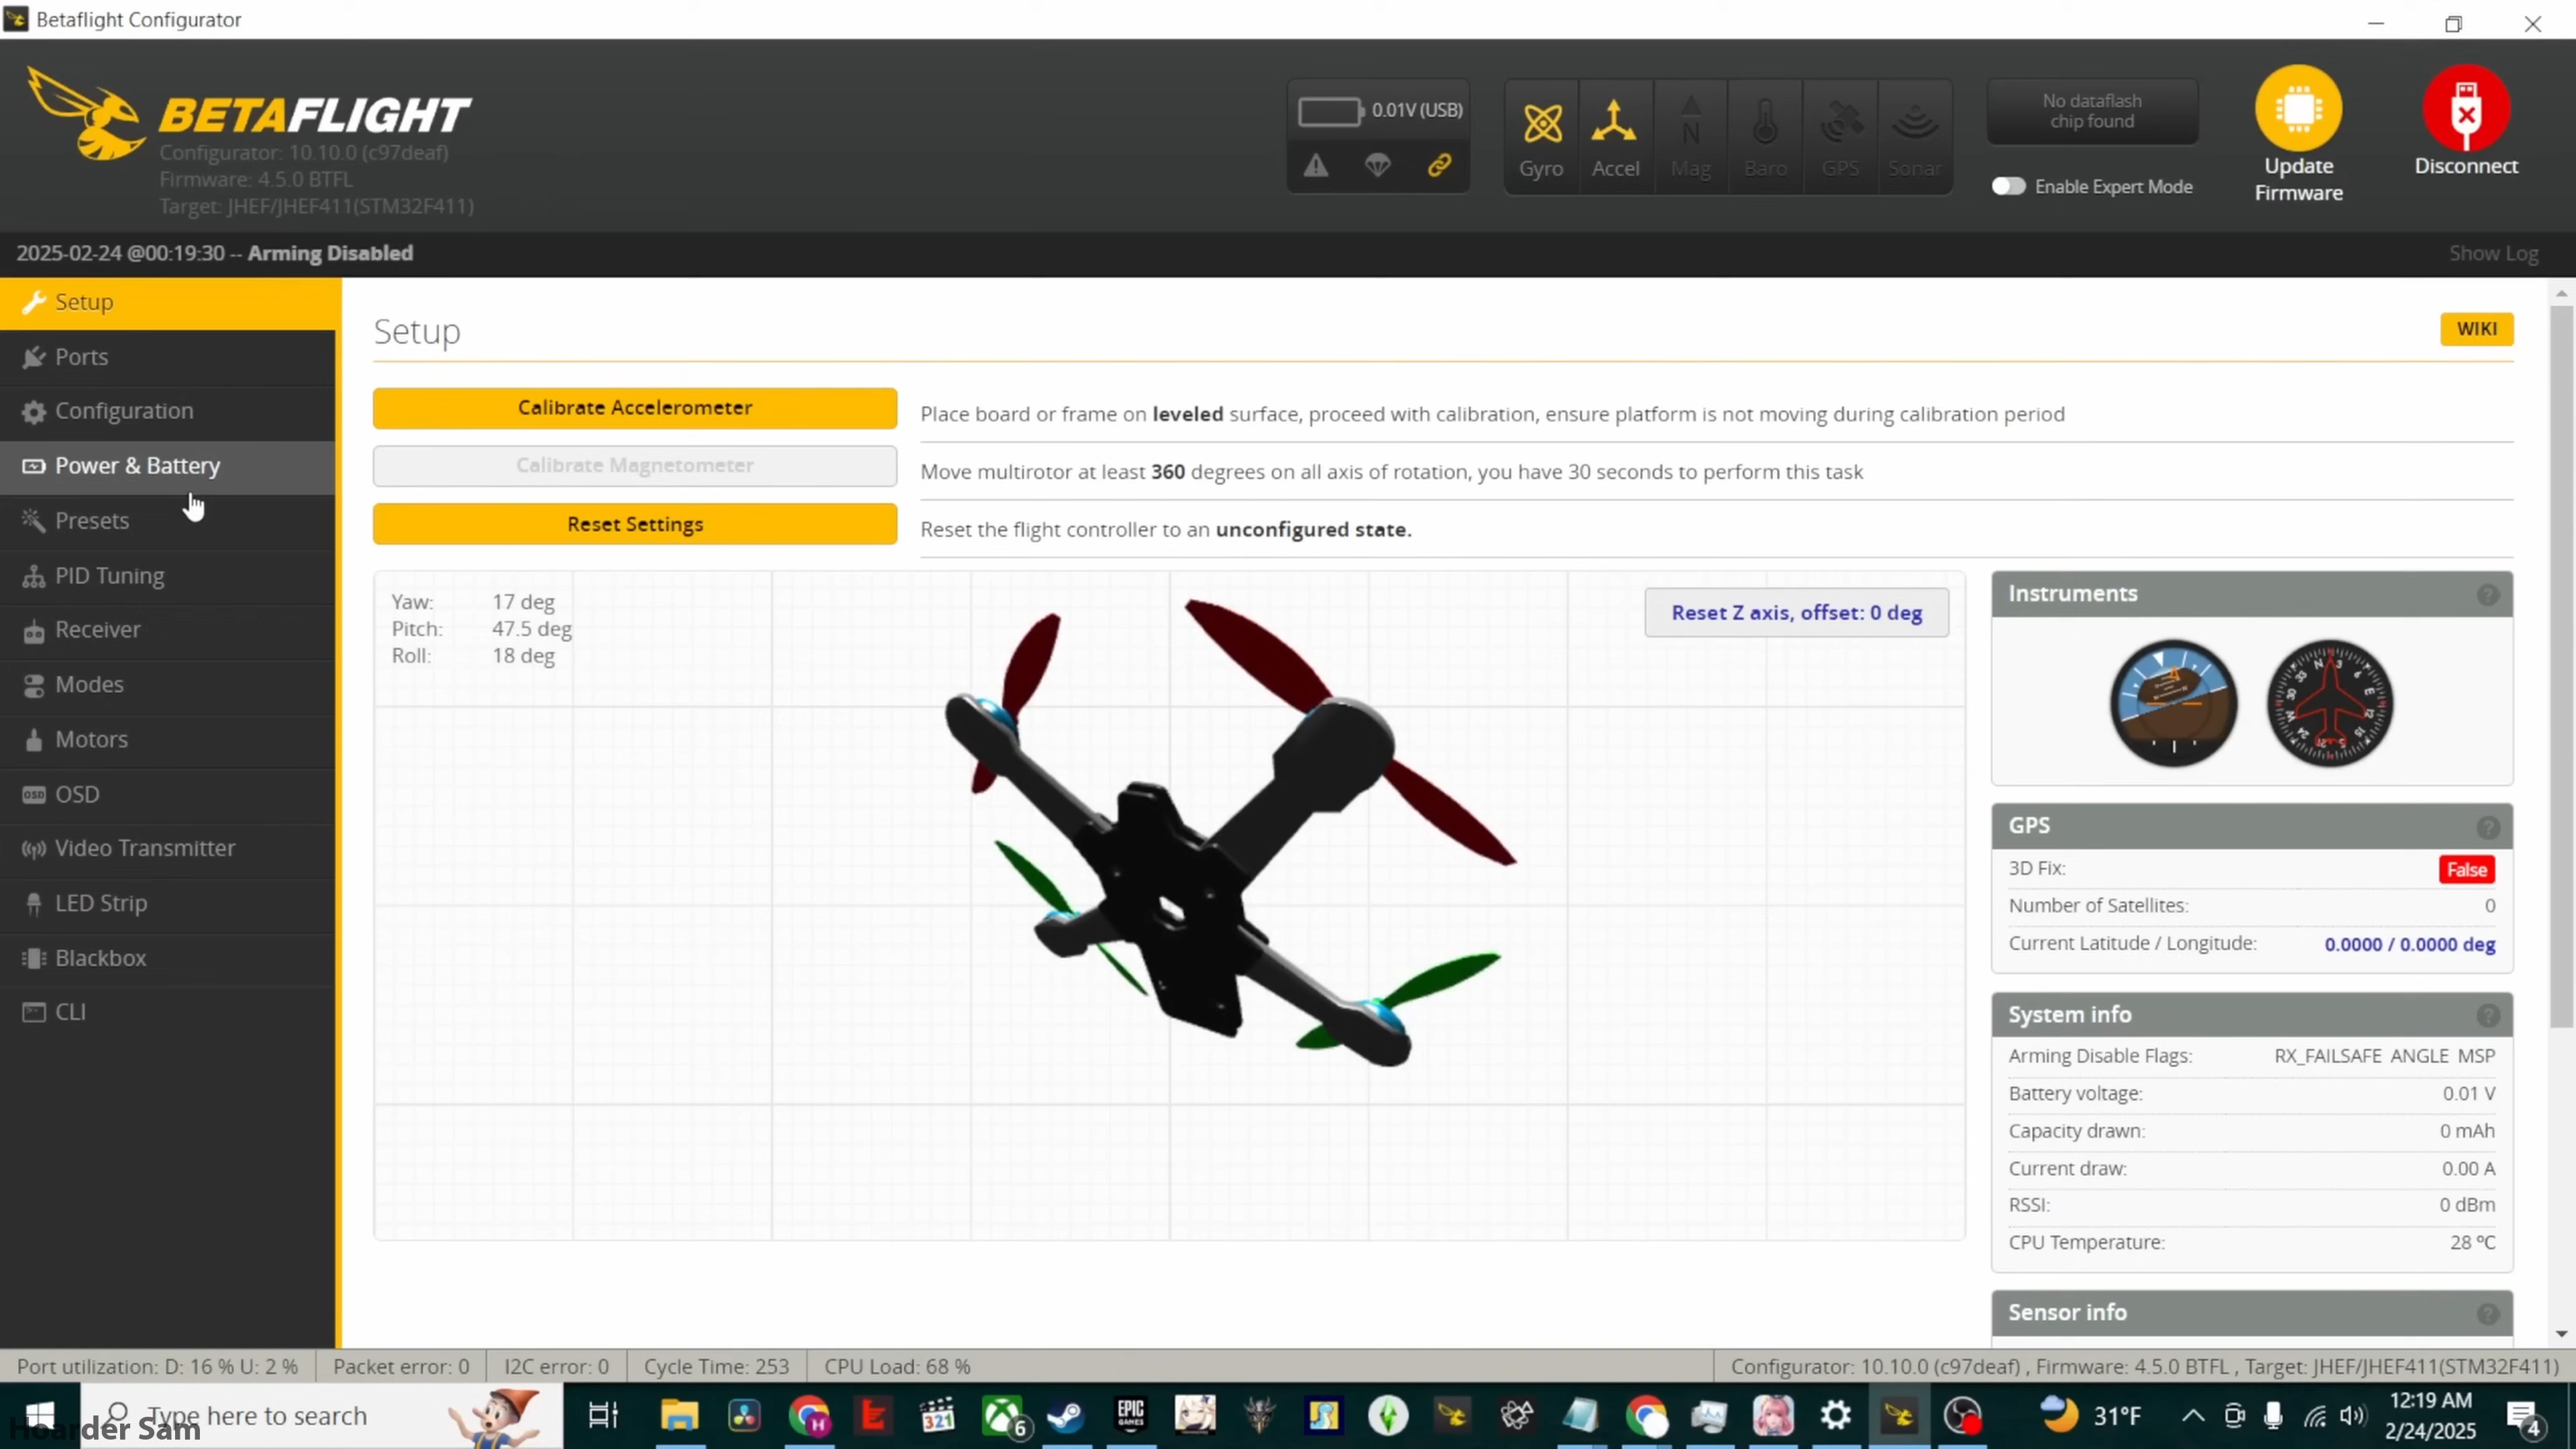 Betaflight Configurator
BETAFLIGHT
Configurator: 10.10.0 (c97deaf)
Firmware: 4.5.0 BTFL
Target: JHEF/JHEF411(STM32F411)
0.01V (USB)
Gyro
Accel
Mag
Baro
GPS
Sonar
No dataflash
chip found
Enable Expert Mode
Update
Firmware
Disconnect
2025-02-24 @00:19:30 -- Arming Disabled
Show Log
Setup
Ports
Configuration
Power & Battery
Presets
PID Tuning
Receiver
Modes
Motors
OSD
Video Transmitter
LED Strip
Blackbox
CLI
Setup
WIKI
Calibrate Accelerometer
Place board or frame on leveled surface, proceed with calibration, ensure platform is not moving during calibration period
Calibrate Magnetometer
Move multirotor at least 360 degrees on all axis of rotation, you have 30 seconds to perform this task
Reset Settings
Reset the flight controller to an unconfigured state.
Yaw: 17 deg
Pitch: 47.5 deg
Roll: 18 deg
Reset Z axis, offset: 0 deg
Instruments
GPS
3D Fix: False
Number of Satellites: 0
Current Latitude / Longitude: 0.0000 / 0.0000 deg
System info
Arming Disable Flags: RX_FAILSAFE ANGLE MSP
Battery voltage: 0.01 V
Capacity drawn: 0 mAh
Current draw: 0.00 A
RSSI: 0 dBm
CPU Temperature: 28 °C
Sensor info
Port utilization: D: 16 % U: 2 %
Packet error: 0
I2C error: 0
Cycle Time: 253
CPU Load: 68 %
Configurator: 10.10.0 (c97deaf) , Firmware: 4.5.0 BTFL , Target: JHEF/JHEF411(STM32F411)
Type here to search
Hoarder Sam
321
6
EPIC
GAMES
31°F
12:19 AM
2/24/2025
4